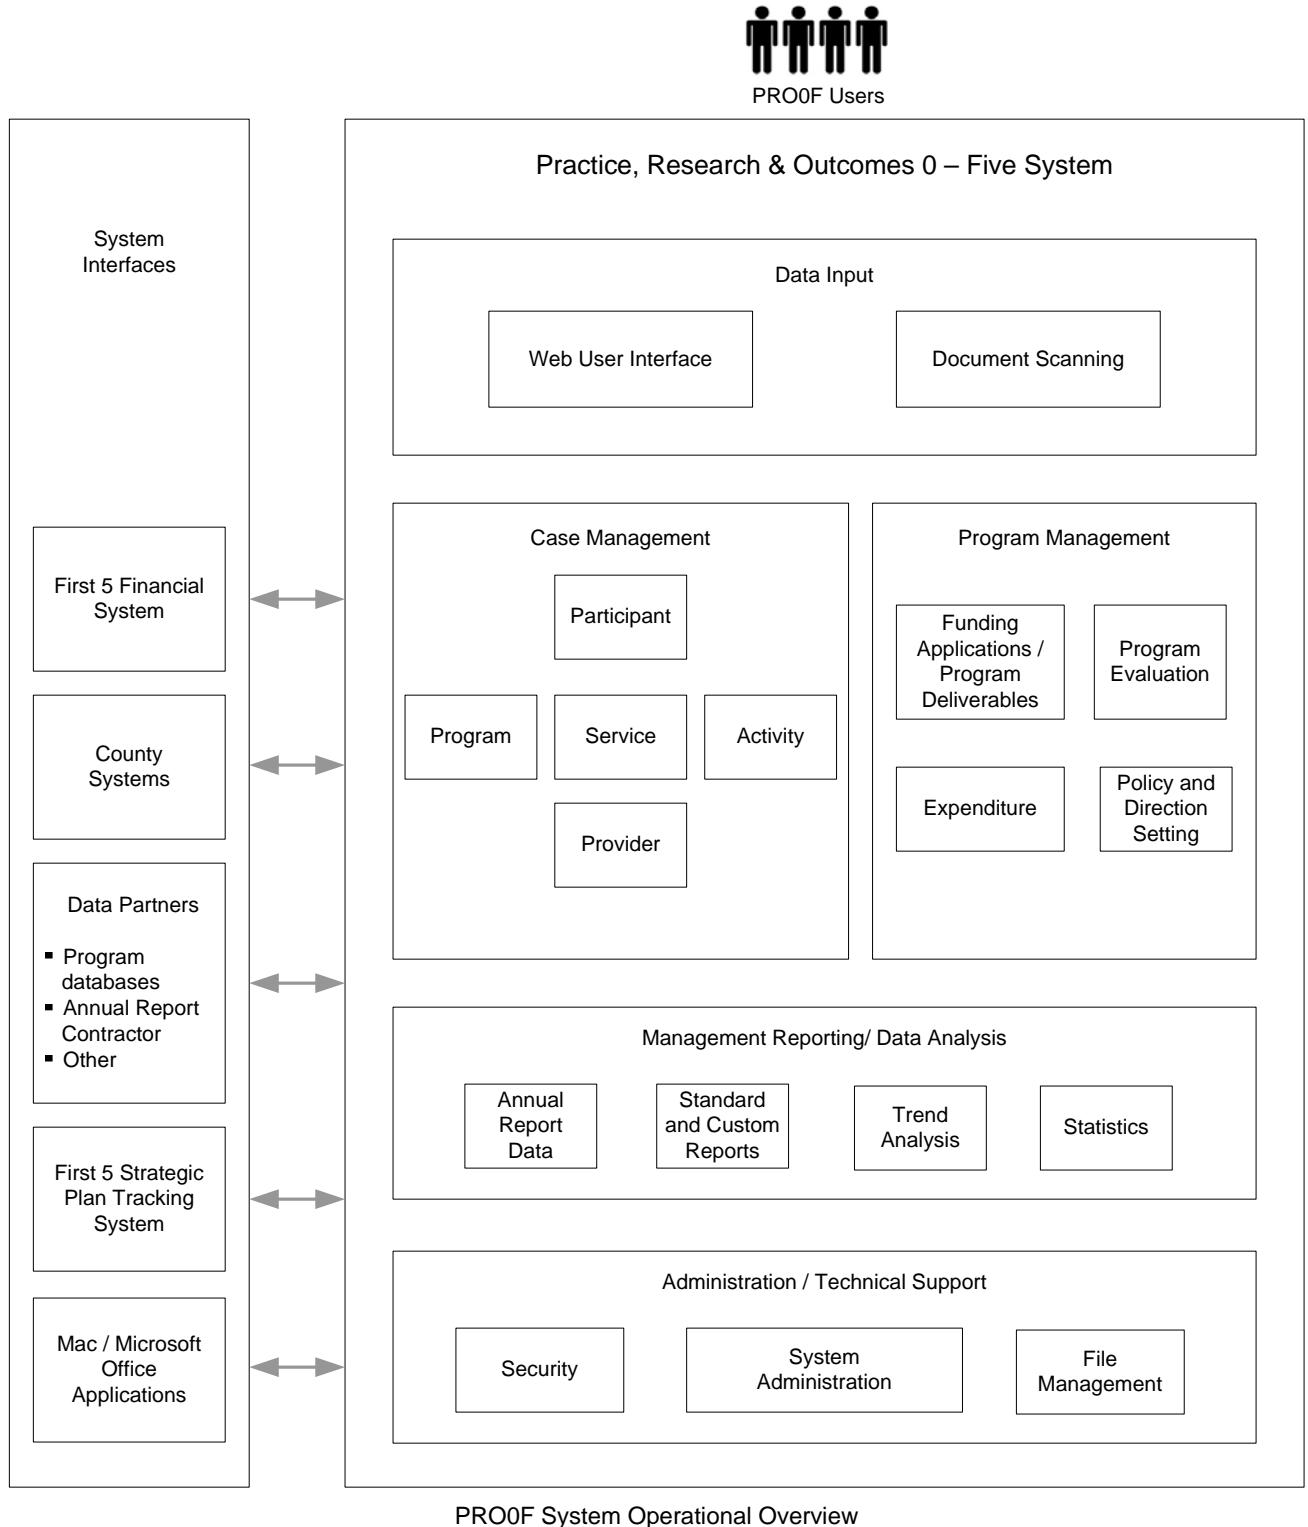 PRO0F Users
Practice, Research & Outcomes 0 – Five System
System
Interfaces
First 5 Financial
System
County
Systems
Data Partners
▪ Program
databases
▪ Annual Report
Contractor
▪ Other
First 5 Strategic
Plan Tracking
System
Mac / Microsoft
Office
Applications
Data Input
Web User Interface
Document Scanning
Case Management
Participant
Program
Service
Activity
Provider
Program Management
Funding
Applications /
Program
Deliverables
Program
Evaluation
Expenditure
Policy and
Direction
Setting
Management Reporting/ Data Analysis
Annual
Report
Data
Standard
and Custom
Reports
Trend
Analysis
Statistics
Administration / Technical Support
Security
System
Administration
File
Management
PRO0F System Operational Overview